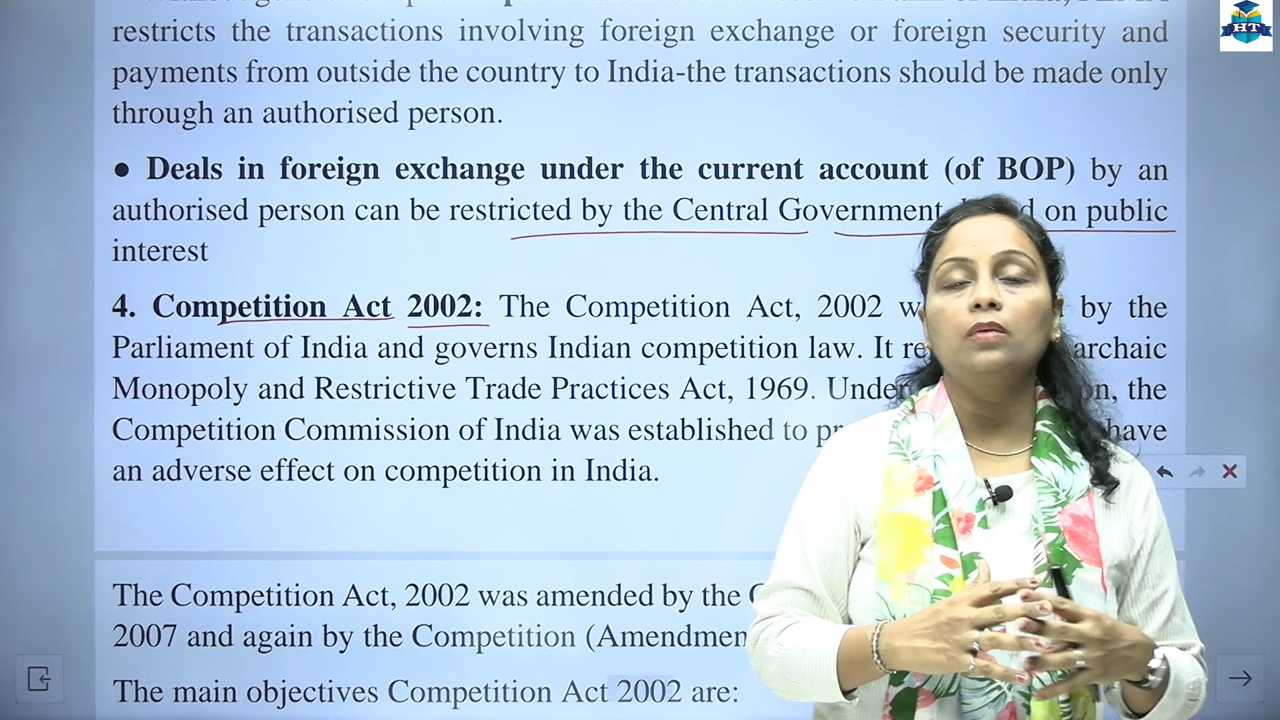 restricts the transactions involving foreign exchange or foreign security and
payments from outside the country to India-the transactions should be made only
through an authorised person.
● Deals in foreign exchange under the current account (of BOP) by an
authorised person can be restricted by the Central Government on public
interest
4. Competition Act 2002: The Competition Act, 2002 by the
Parliament of India and governs Indian competition law. It archaic
Monopoly and Restrictive Trade Practices Act, 1969. Under the
Competition Commission of India was established to have
an adverse effect on competition in India.
The Competition Act, 2002 was amended by the
2007 and again by the Competition (Amendmen
The main objectives Competition Act 2002 are:
HT